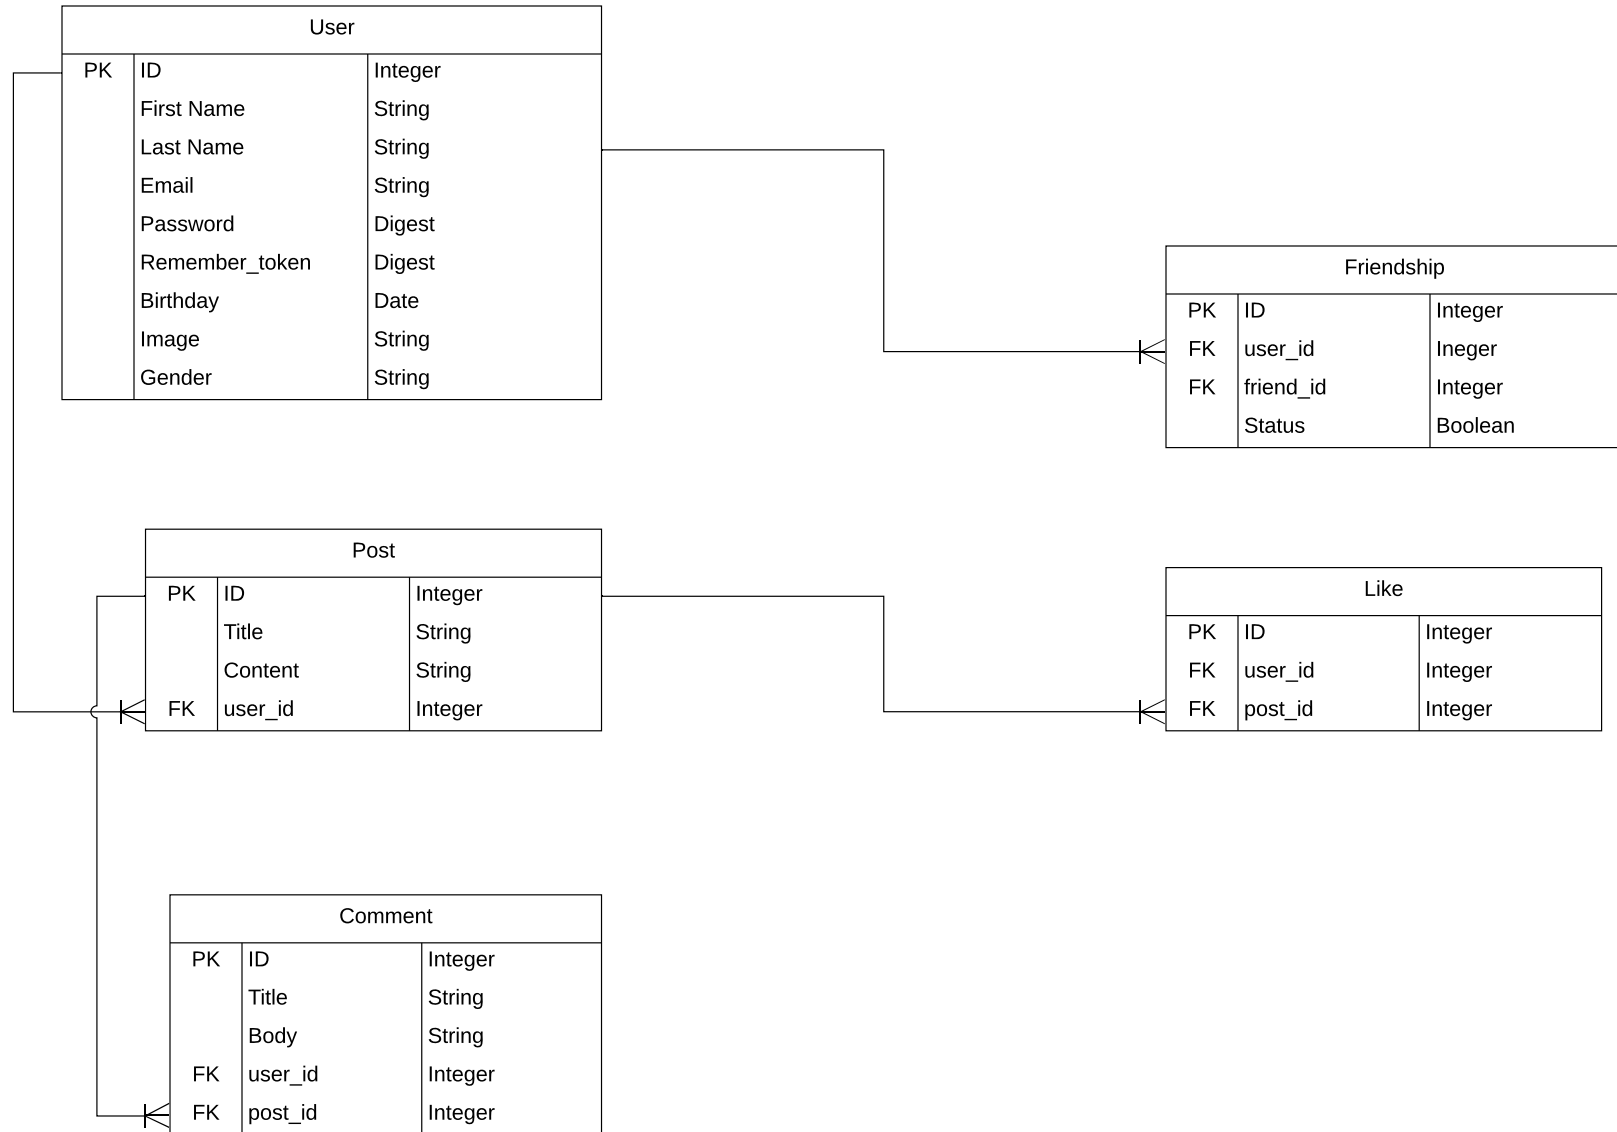 User
PK ID Integer
First Name String
Last Name String
Email String
Password Digest
Remember_token Digest
Birthday Date
Image String
Gender String
Friendship
PK ID Integer
FK user_id Ineger
FK friend_id Integer
Status Boolean
Post
PK ID Integer
Title String
Content String
FK user_id Integer
Like
PK ID Integer
FK user_id Integer
FK post_id Integer
Comment
PK ID Integer
Title String
Body String
FK user_id Integer
FK post_id Integer